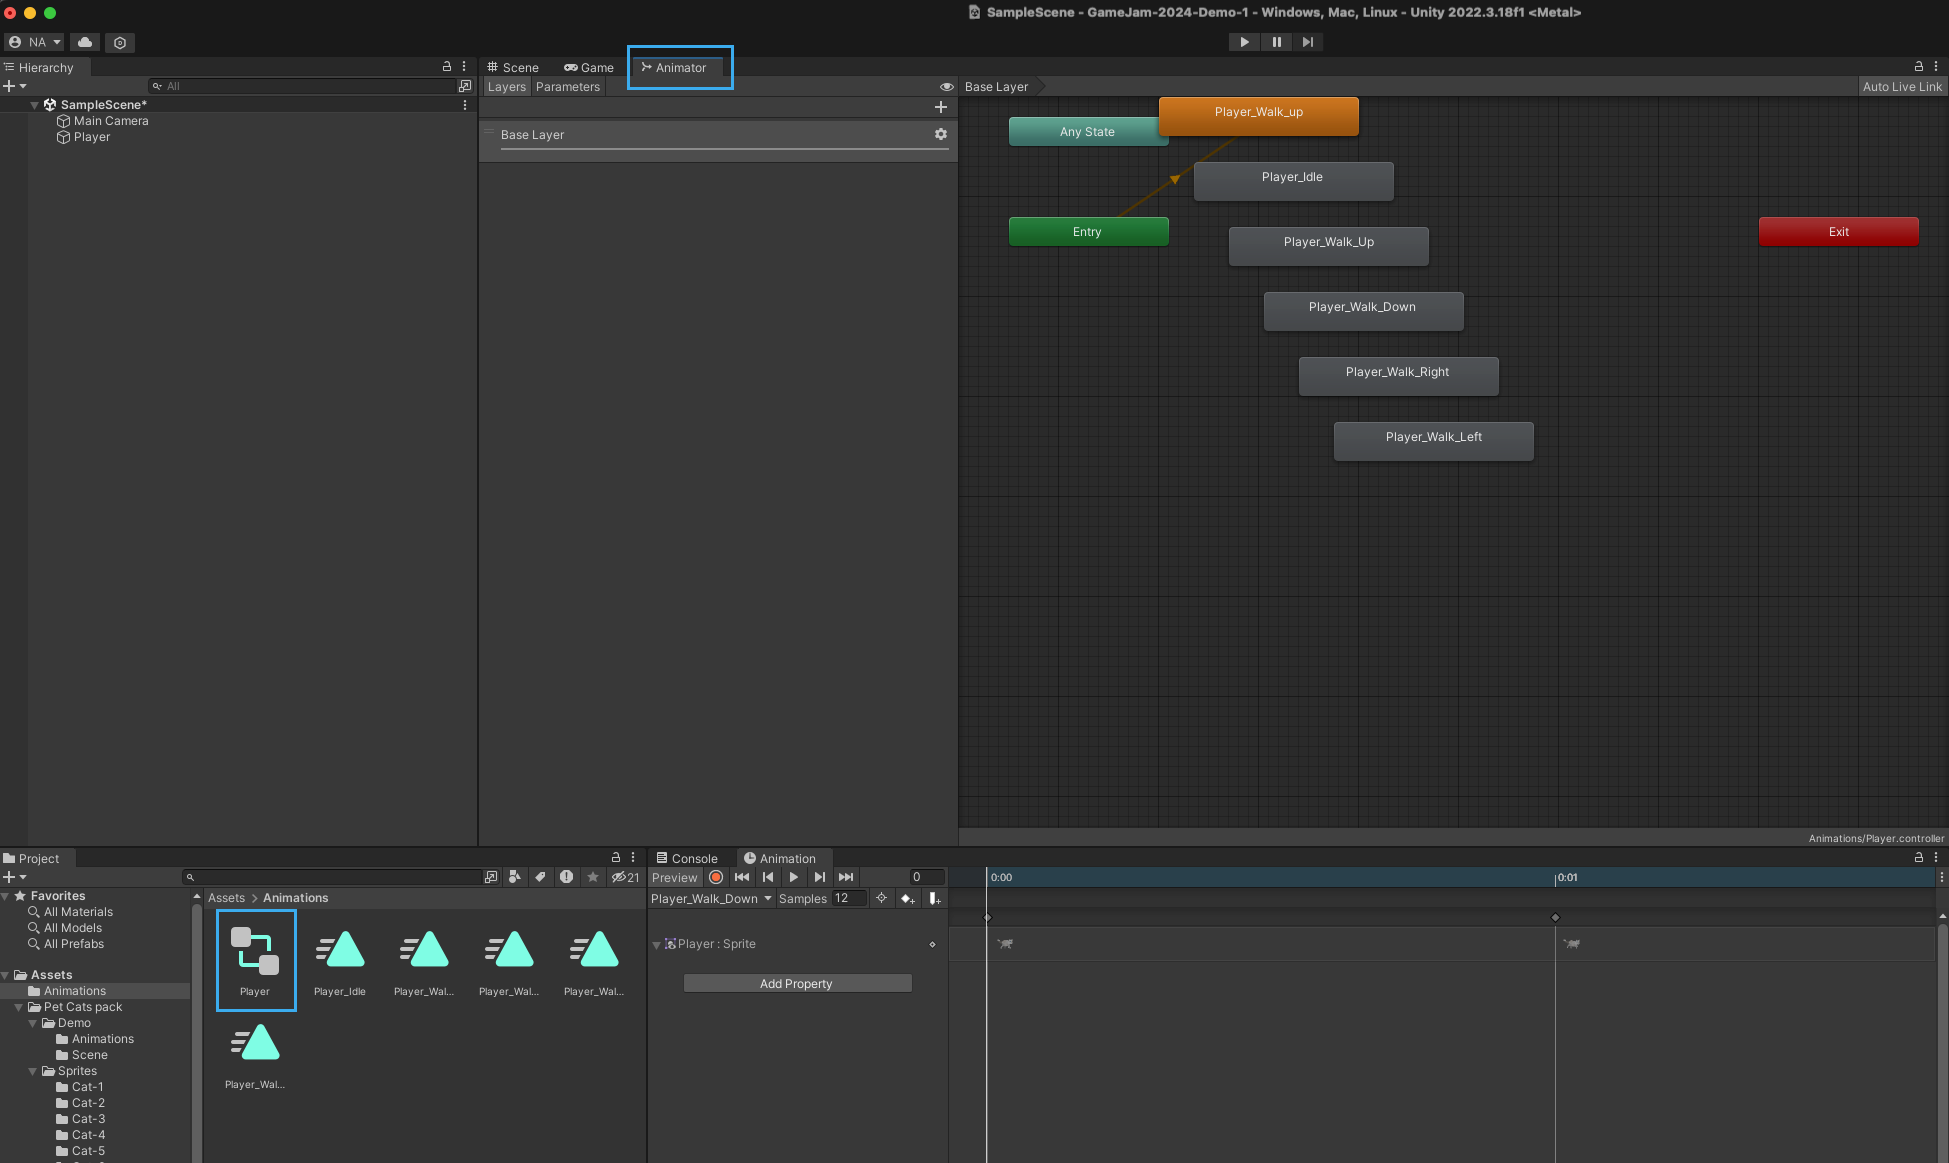 SampleScene - GameJam-2024-Demo-1 - Windows, Mac, Linux - Unity 2022.3.18f1 <Metal>
NA
Hierarchy
All
SampleScene*
Main Camera
Player
Scene
Game
Animator
Layers
Parameters
Base Layer
Base Layer
Auto Live Link
Player_Walk_up
Any State
Player_Idle
Entry
Player_Walk_Up
Exit
Player_Walk_Down
Player_Walk_Right
Player_Walk_Left
Animations/Player.controller
Project
21
Favorites
All Materials
All Models
All Prefabs
Assets
Animations
Pet Cats pack
Demo
Animations
Scene
Sprites
Cat-1
Cat-2
Cat-3
Cat-4
Cat-5
Assets > Animations
Player
Player_Idle
Player_Wal...
Player_Wal...
Player_Wal...
Player_Wal...
Console
Animation
Preview
0
0:00
0:01
Player_Walk_Down
Samples
12
Player : Sprite
Add Property